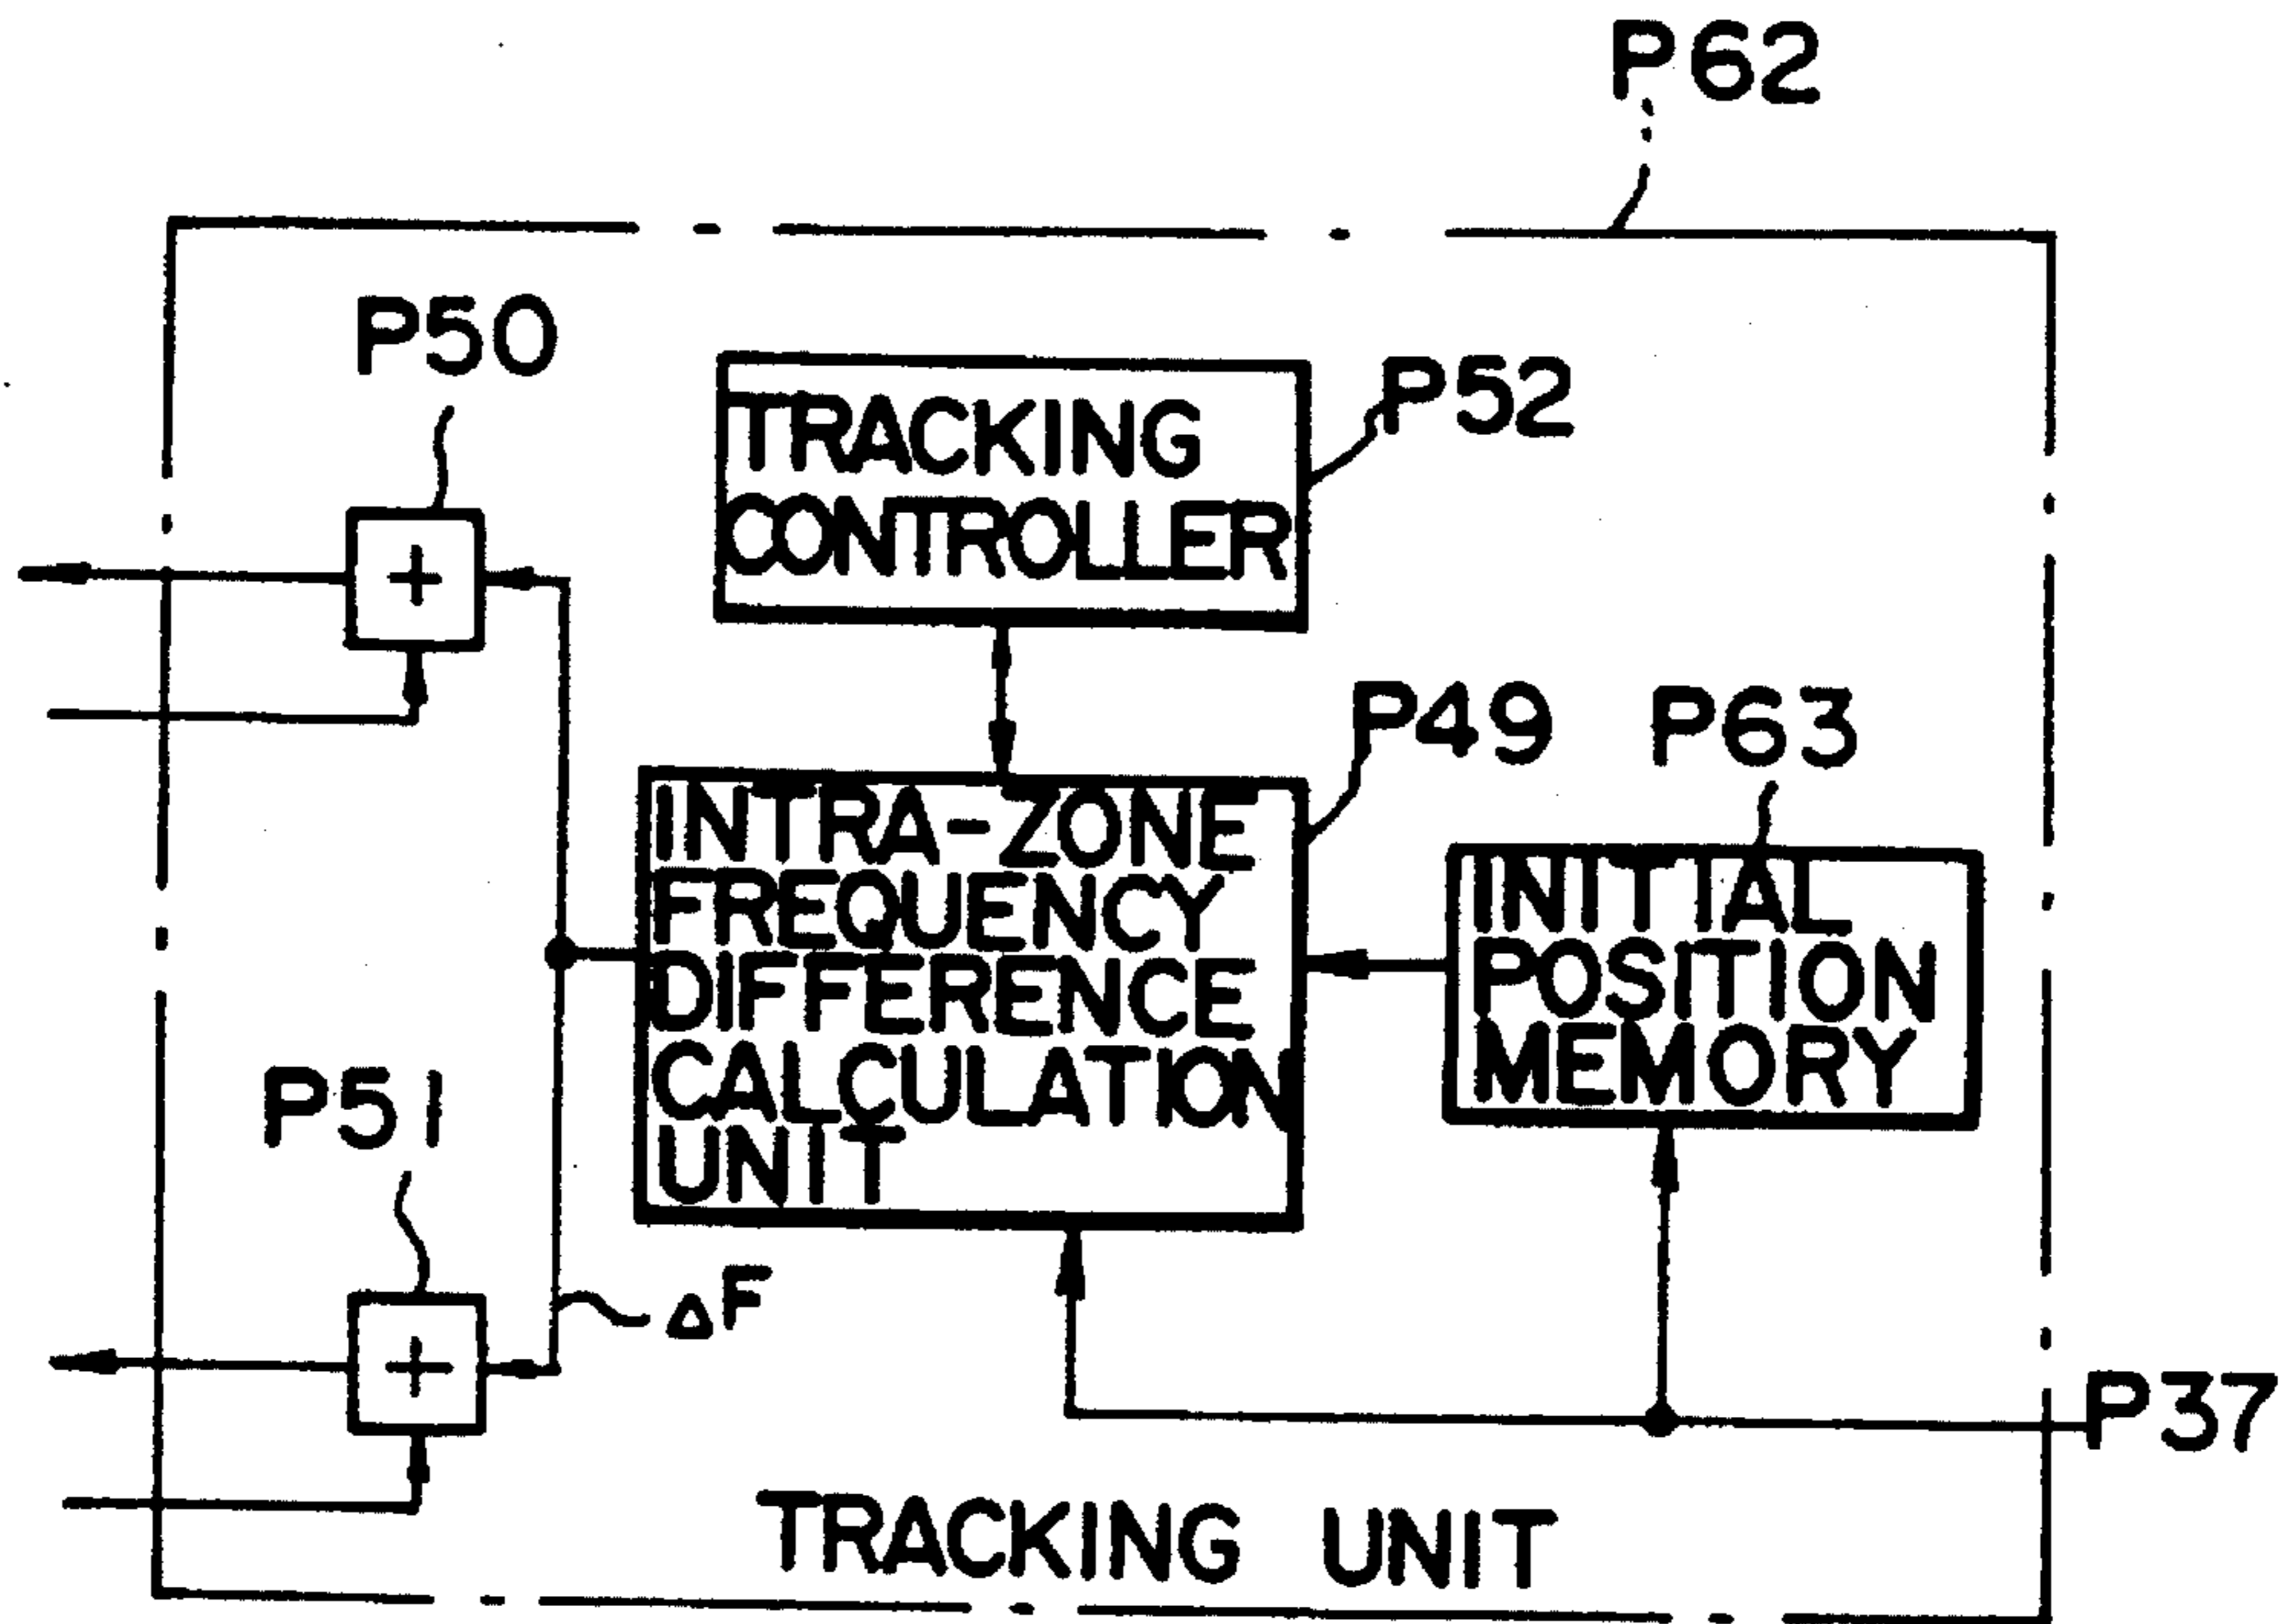 P62
P50
TRACKING
CONTROLLER
P52
+
P49
P63
INTRA-ZONE
FREQUENCY
DIFFERENCE
CALCULATION
UNIT
INITIAL
POSITION
MEMORY
P51
ΔF
+
P37
TRACKING UNIT